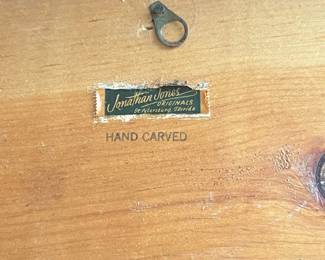 Jonathan Jones
ORIGINALS
St. Petersburg, Florida
HAND CARVED